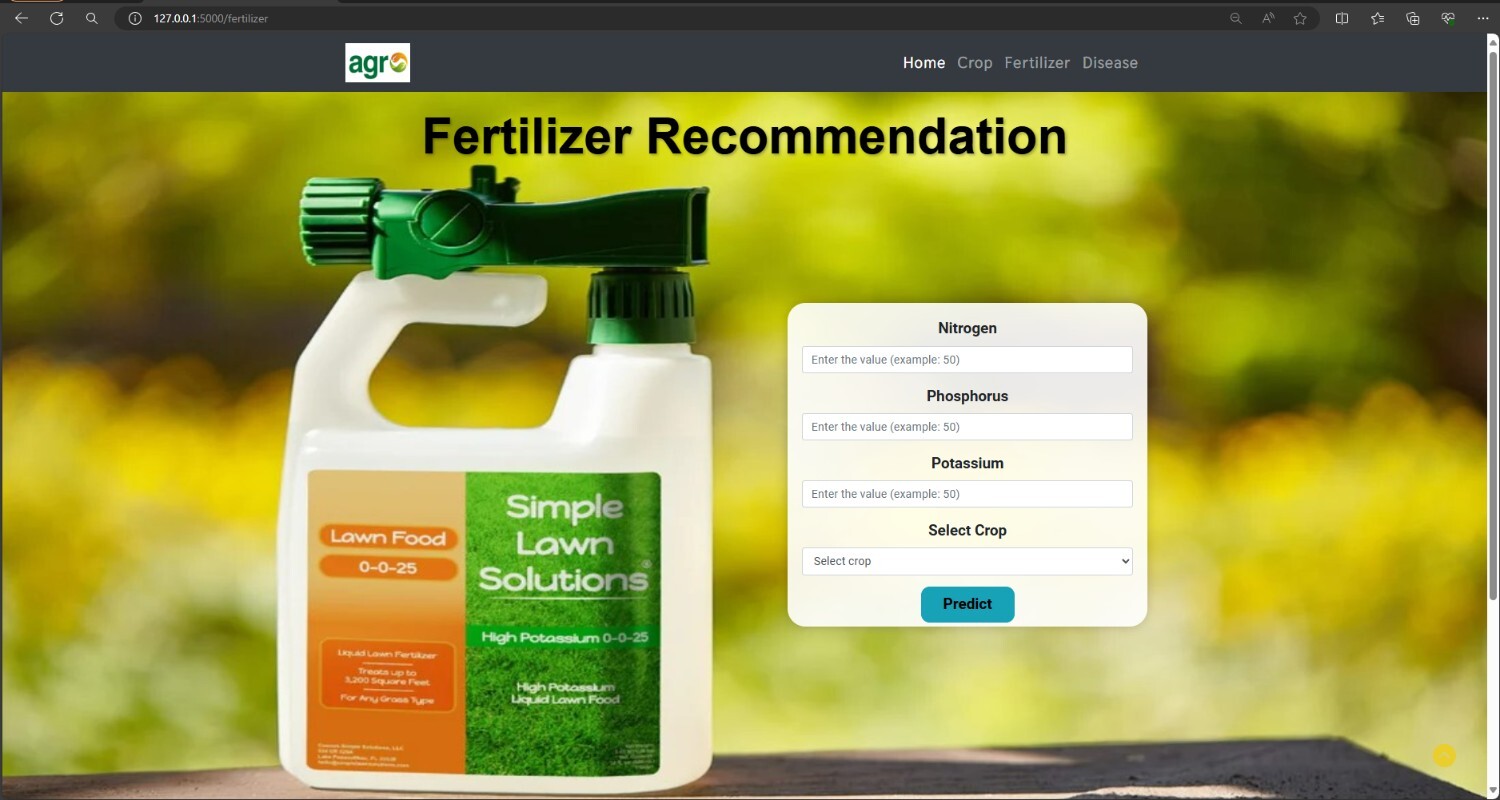 127.0.0.1:5000/fertilizer
agro
Home Crop Fertilizer Disease
Fertilizer Recommendation
Nitrogen
Enter the value (example: 50)
Phosphorus
Enter the value (example: 50)
Potassium
Enter the value (example: 50)
Select Crop
Select crop
Predict
Lawn Food
0-0-25
Liquid Lawn Fertilizer
Treats up to
3,200 Square Feet
For Any Grass Type
Simple
Lawn
Solutions®
High Potassium 0-0-25
High Potassium
Liquid Lawn Food